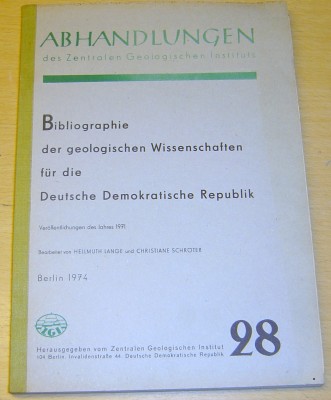 ABHANDLUNGEN
des Zentralen Geologischen Instituts
Bibliographie
der geologischen Wissenschaften
für die
Deutsche Demokratische Republik
Veröffentlichungen des Jahres 1971
Bearbeitet von HELLMUTH LANGE und CHRISTIANE SCHRÖTER
Berlin 1974
ZGI
Herausgegeben vom Zentralen Geologischen Institut
104 Berlin, Invalidenstraße 44 Deutsche Demokratische Republik
28